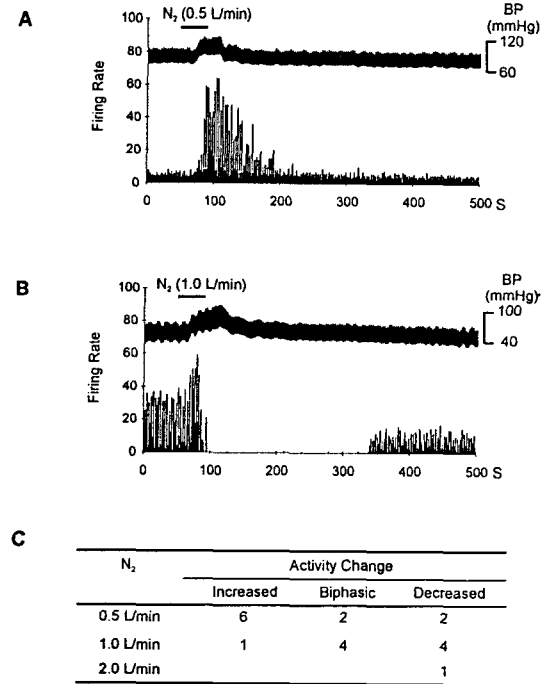 A
N₂ (0.5 L/min)
BP
(mmHg)
120
60
Firing Rate
100
80
60
40
20
0
0 100 200 300 400 500 S
B
N₂ (1.0 L/min)
BP
(mmHg)
100
40
Firing Rate
100
80
60
40
20
0
0 100 200 300 400 500 S
C
N₂ Activity Change
Increased Biphasic Decreased
0.5 L/min 6 2 2
1.0 L/min 1 4 4
2.0 L/min 1